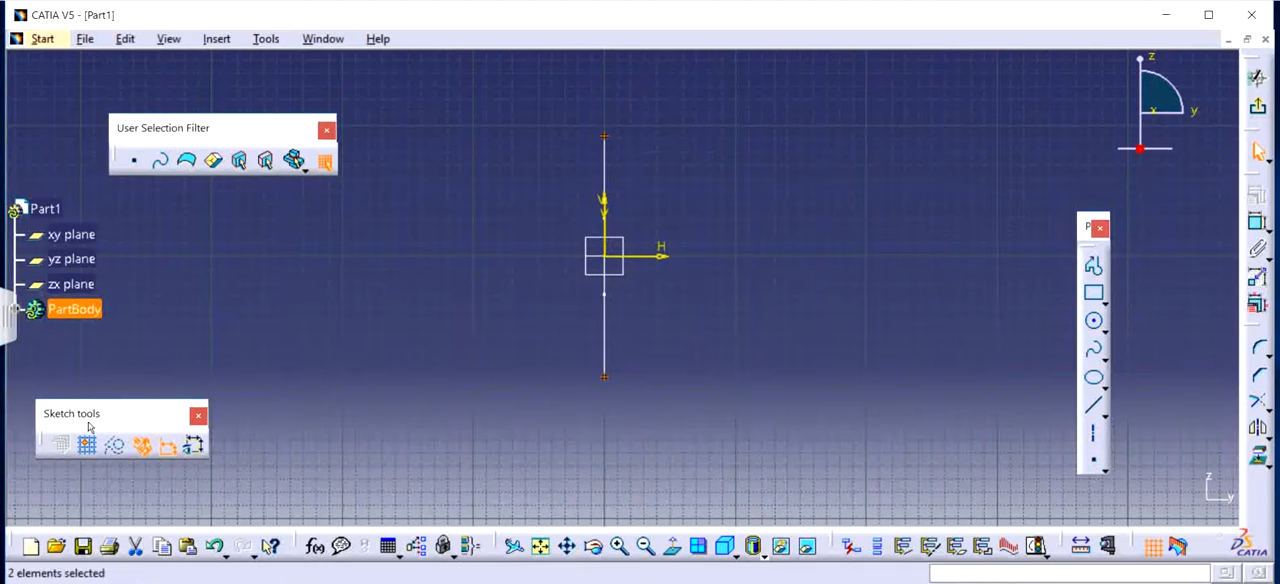 CATIA V5 - [Part1]
Start File Edit View Insert Tools Window Help
z
User Selection Filter
x y
Part1
xy plane
H
P
yz plane
zx plane
PartBody
Sketch tools
z
y
f(x)
CATIA
2 elements selected